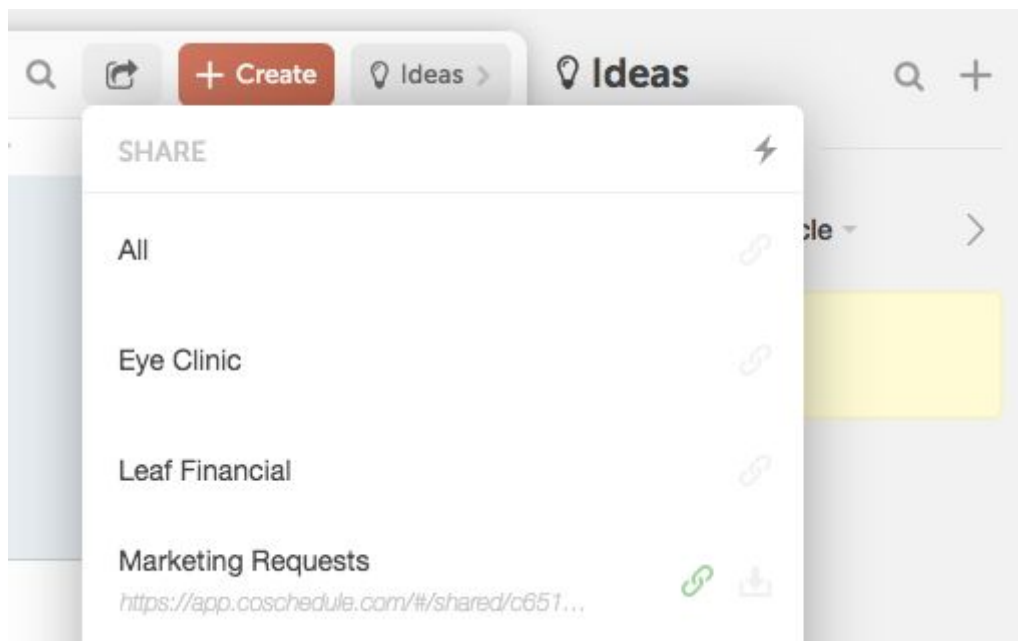 Create
Ideas
Ideas
SHARE
All
Eye Clinic
Leaf Financial
Marketing Requests
https://app.coschedule.com/#/shared/c651...